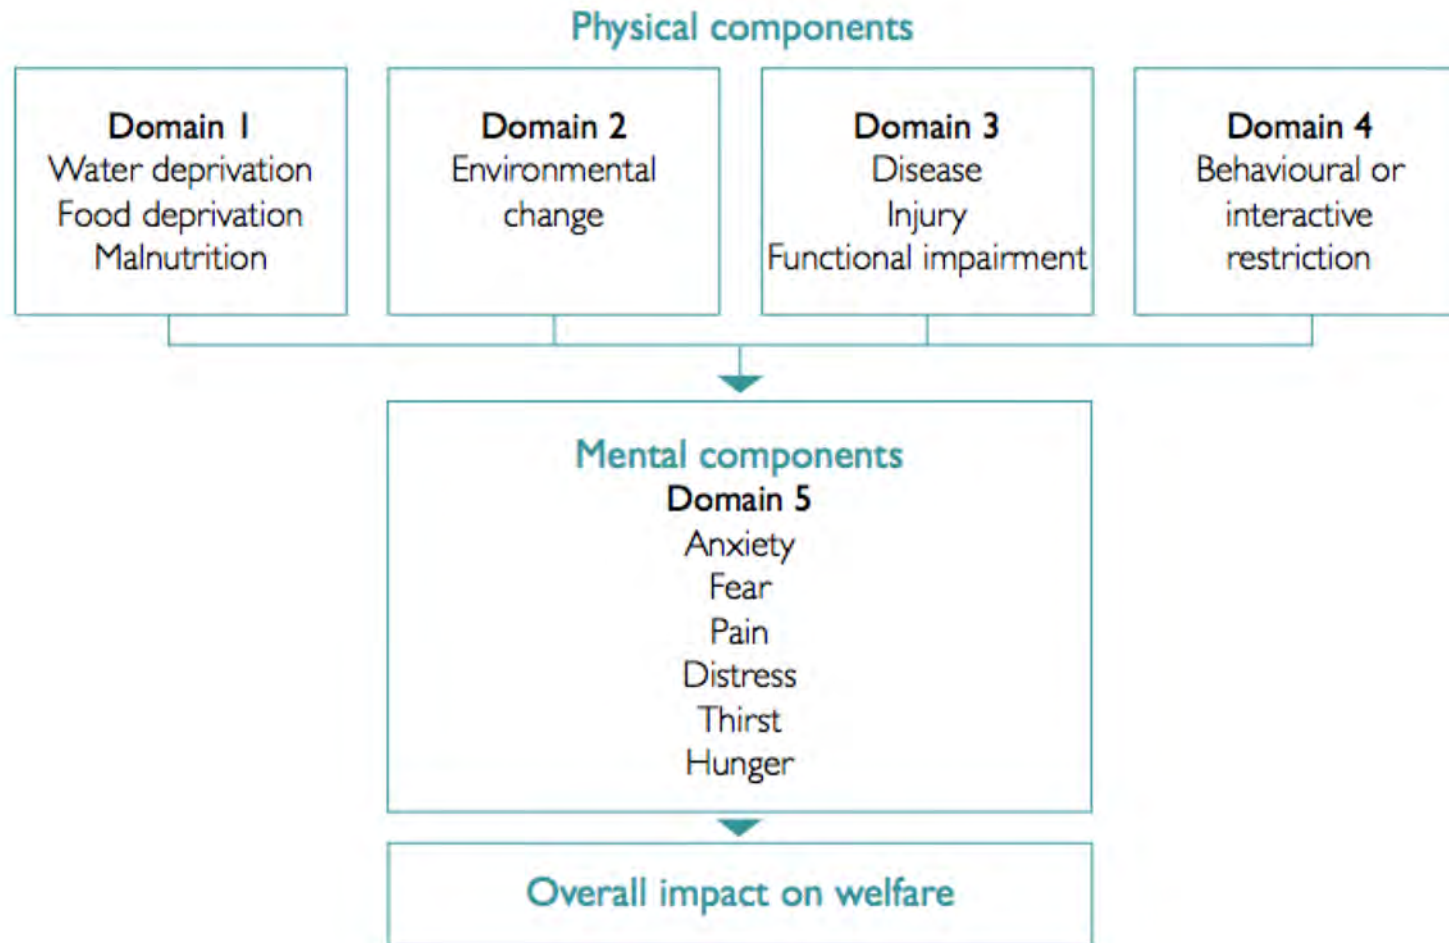 Physical components
Domain 1
Water deprivation
Food deprivation
Malnutrition
Domain 2
Environmental
change
Domain 3
Disease
Injury
Functional impairment
Domain 4
Behavioural or
interactive
restriction
Mental components
Domain 5
Anxiety
Fear
Pain
Distress
Thirst
Hunger
Overall impact on welfare